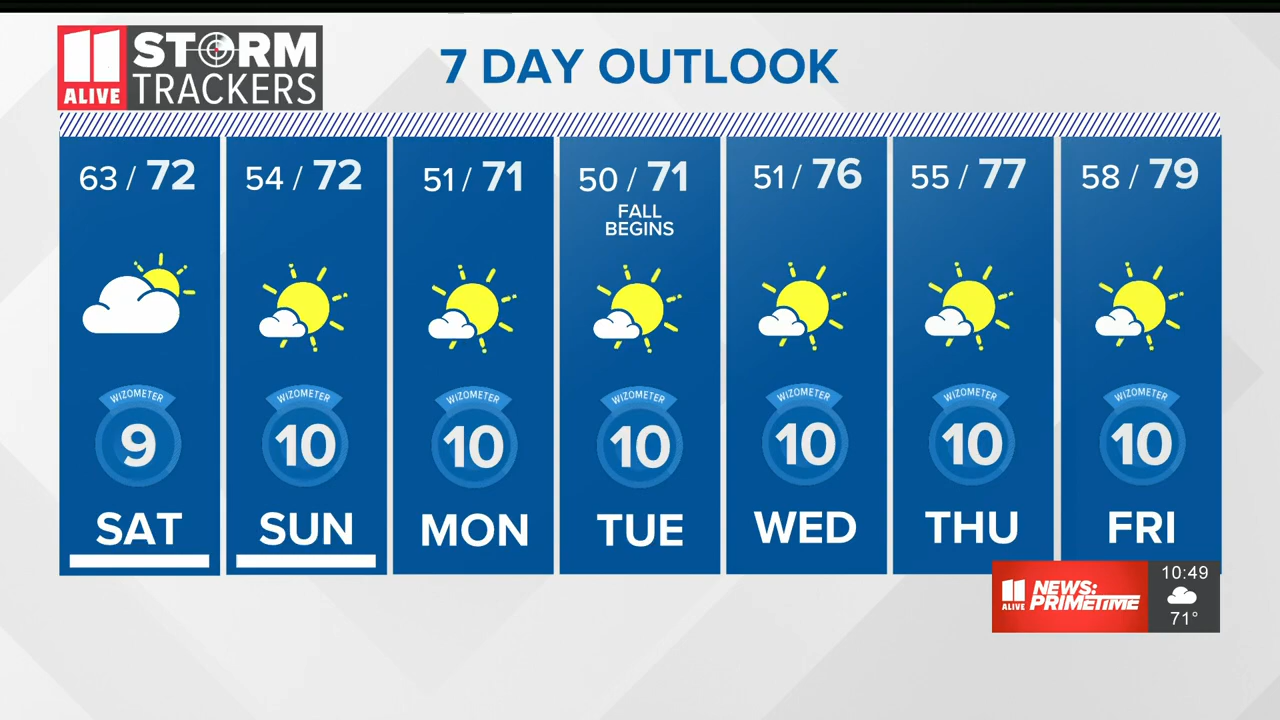 11 ALIVE
STORM
TRACKERS
7 DAY OUTLOOK
63 / 72
54 / 72
51 / 71
50 / 71
FALL
BEGINS
51 / 76
55 / 77
58 / 79
WIZOMETER
9
WIZOMETER
10
WIZOMETER
10
WIZOMETER
10
WIZOMETER
10
WIZOMETER
10
WIZOMETER
10
SAT
SUN
MON
TUE
WED
THU
FRI
11 ALIVE
NEWS:
PRIMETIME
10:49
71°